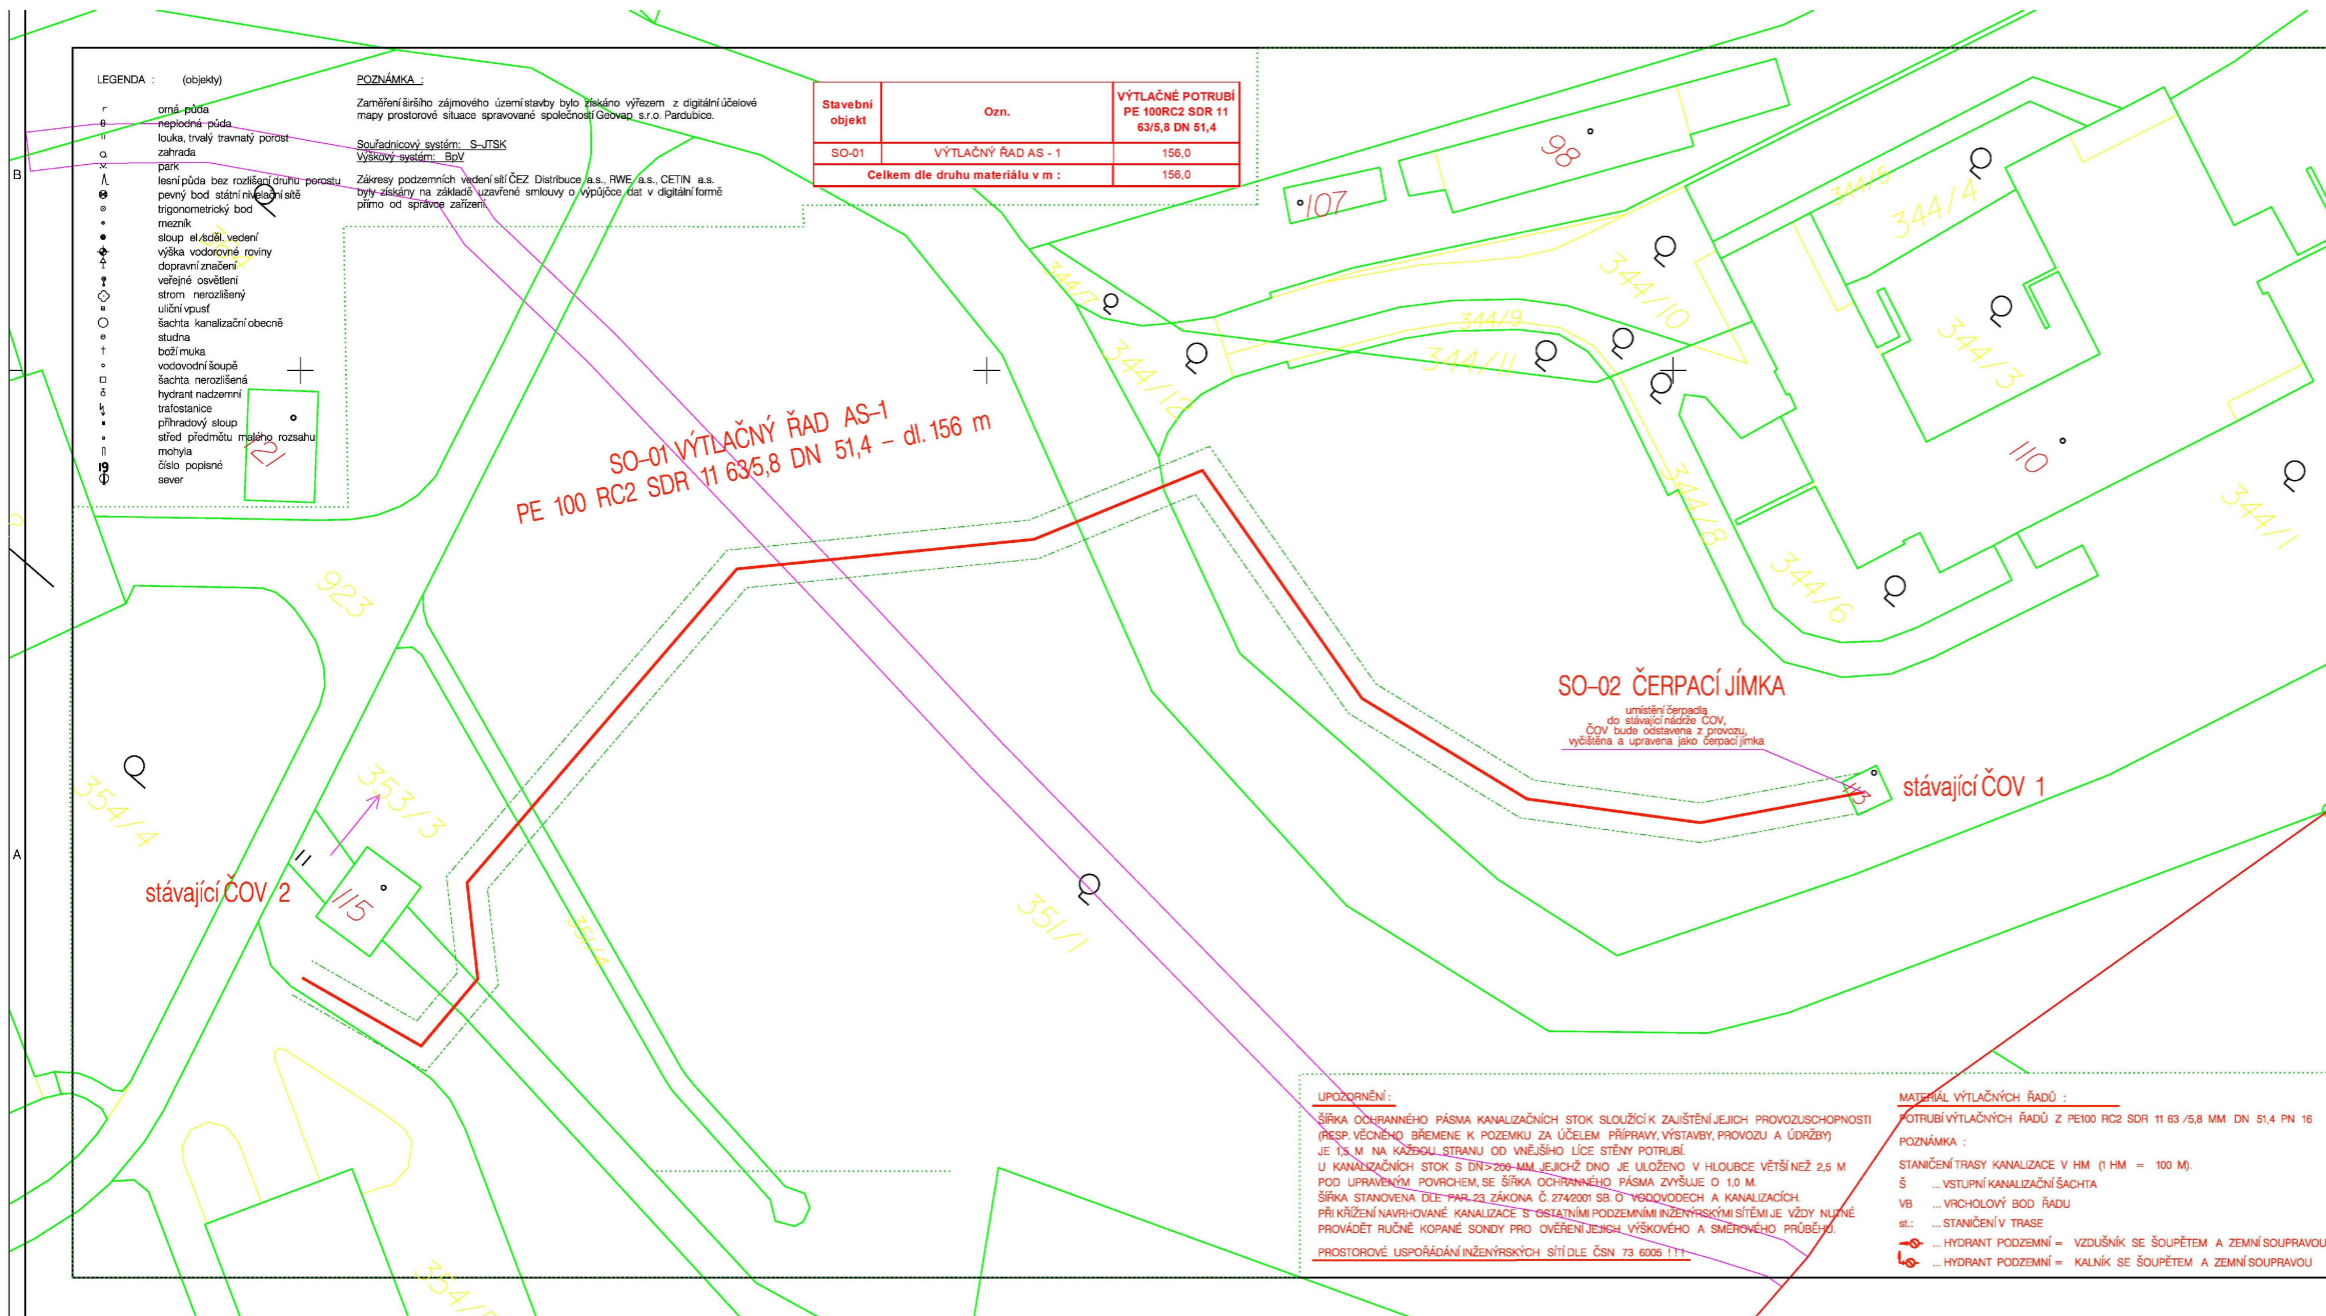 B
A
LEGENDA : (objekty)
orná půda
neplodná půda
louka, trvalý travnatý porost
zahrada
park
lesní půda bez rozlišení druhu porostu
pevný bod státní nivelační sítě
trigonometrický bod
mezník
sloup el./sděl. vedení
výška vodorovné roviny
dopravní značení
veřejné osvětlení
strom nerozlišený
uliční vpusť
šachta kanalizační obecně
studna
boží muka
vodovodní šoupě
šachta nerozlišená
hydrant nadzemní
trafostanice
příhradový sloup
střed předmětu malého rozsahu
mohyla
19 číslo popisné
sever
POZNÁMKA :
Zaměření širšího zájmového území stavby bylo získáno výřezem z digitální účelové
mapy prostorové situace spravované společností Geovap s.r.o. Pardubice.
Souřadnicový systém: S-JTSK
Výškový systém: BpV
Zákresy podzemních vedení sítí ČEZ Distribuce a.s., RWE a.s., CETIN a.s.
byly získány na základě uzavřené smlouvy o výpůjčce dat v digitální formě
přímo od správce zařízení.
Stavební objekt
Ozn.
VÝTLAČNÉ POTRUBÍ
PE 100RC2 SDR 11
63/5,8 DN 51,4
SO-01 VÝTLAČNÝ ŘAD AS - 1 156,0
Celkem dle druhu materiálu v m : 156,0
98
107
344/5
344/4
344/7
344/10
344/9
344/3
344/12
344/11
121
110
344/8
344/1
344/6
SO-01 VÝTLAČNÝ ŘAD AS-1
PE 100 RC2 SDR 11 63/5,8 DN 51,4 - dl. 156 m
923
SO-02 ČERPACÍ JÍMKA
umístění čerpadla
do stávající nádrže ČOV,
ČOV bude odstavena z provozu,
vyčištěna a upravena jako čerpací jímka
113
stávající ČOV 1
354/4
353/3
stávající ČOV 2
115
351/4
351/1
UPOZORNĚNÍ :
ŠÍŘKA OCHRANNÉHO PÁSMA KANALIZAČNÍCH STOK SLOUŽÍCÍ K ZAJIŠTĚNÍ JEJICH PROVOZUSCHOPNOSTI
(RESP. VĚCNÉHO BŘEMENE K POZEMKU ZA ÚČELEM PŘÍPRAVY, VÝSTAVBY, PROVOZU A ÚDRŽBY)
JE 1,5 M NA KAŽDOU STRANU OD VNĚJŠÍHO LÍCE STĚNY POTRUBÍ.
U KANALIZAČNÍCH STOK S DN>200 MM, JEJICHŽ DNO JE ULOŽENO V HLOUBCE VĚTŠÍ NEŽ 2,5 M
POD UPRAVENÝM POVRCHEM, SE ŠÍŘKA OCHRANNÉHO PÁSMA ZVYŠUJE O 1,0 M.
ŠÍŘKA STANOVENA DLE PAR. 23 ZÁKONA Č. 274/2001 SB. O VODOVODECH A KANALIZACÍCH.
PŘI KŘÍŽENÍ NAVRHOVANÉ KANALIZACE S OSTATNÍMI PODZEMNÍMI INŽENÝRSKÝMI SÍTĚMI JE VŽDY NUTNÉ
PROVÁDĚT RUČNĚ KOPANÉ SONDY PRO OVĚŘENÍ JEJICH VÝŠKOVÉHO A SMĚROVÉHO PRŮBĚHU.
PROSTOROVÉ USPOŘÁDÁNÍ INŽENÝRSKÝCH SÍTÍ DLE ČSN 73 6005 !!!
MATERIÁL VÝTLAČNÝCH ŘADŮ :
POTRUBÍ VÝTLAČNÝCH ŘADŮ Z PE100 RC2 SDR 11 63 /5,8 MM DN 51,4 PN 16
POZNÁMKA :
STANIČENÍ TRASY KANALIZACE V HM (1 HM = 100 M).
Š ... VSTUPNÍ KANALIZAČNÍ ŠACHTA
VB ... VRCHOLOVÝ BOD ŘADU
st.: ... STANIČENÍ V TRASE
... HYDRANT PODZEMNÍ = VZDUŠNÍK SE ŠOUPĚTEM A ZEMNÍ SOUPRAVOU
... HYDRANT PODZEMNÍ = KALNÍK SE ŠOUPĚTEM A ZEMNÍ SOUPRAVOU